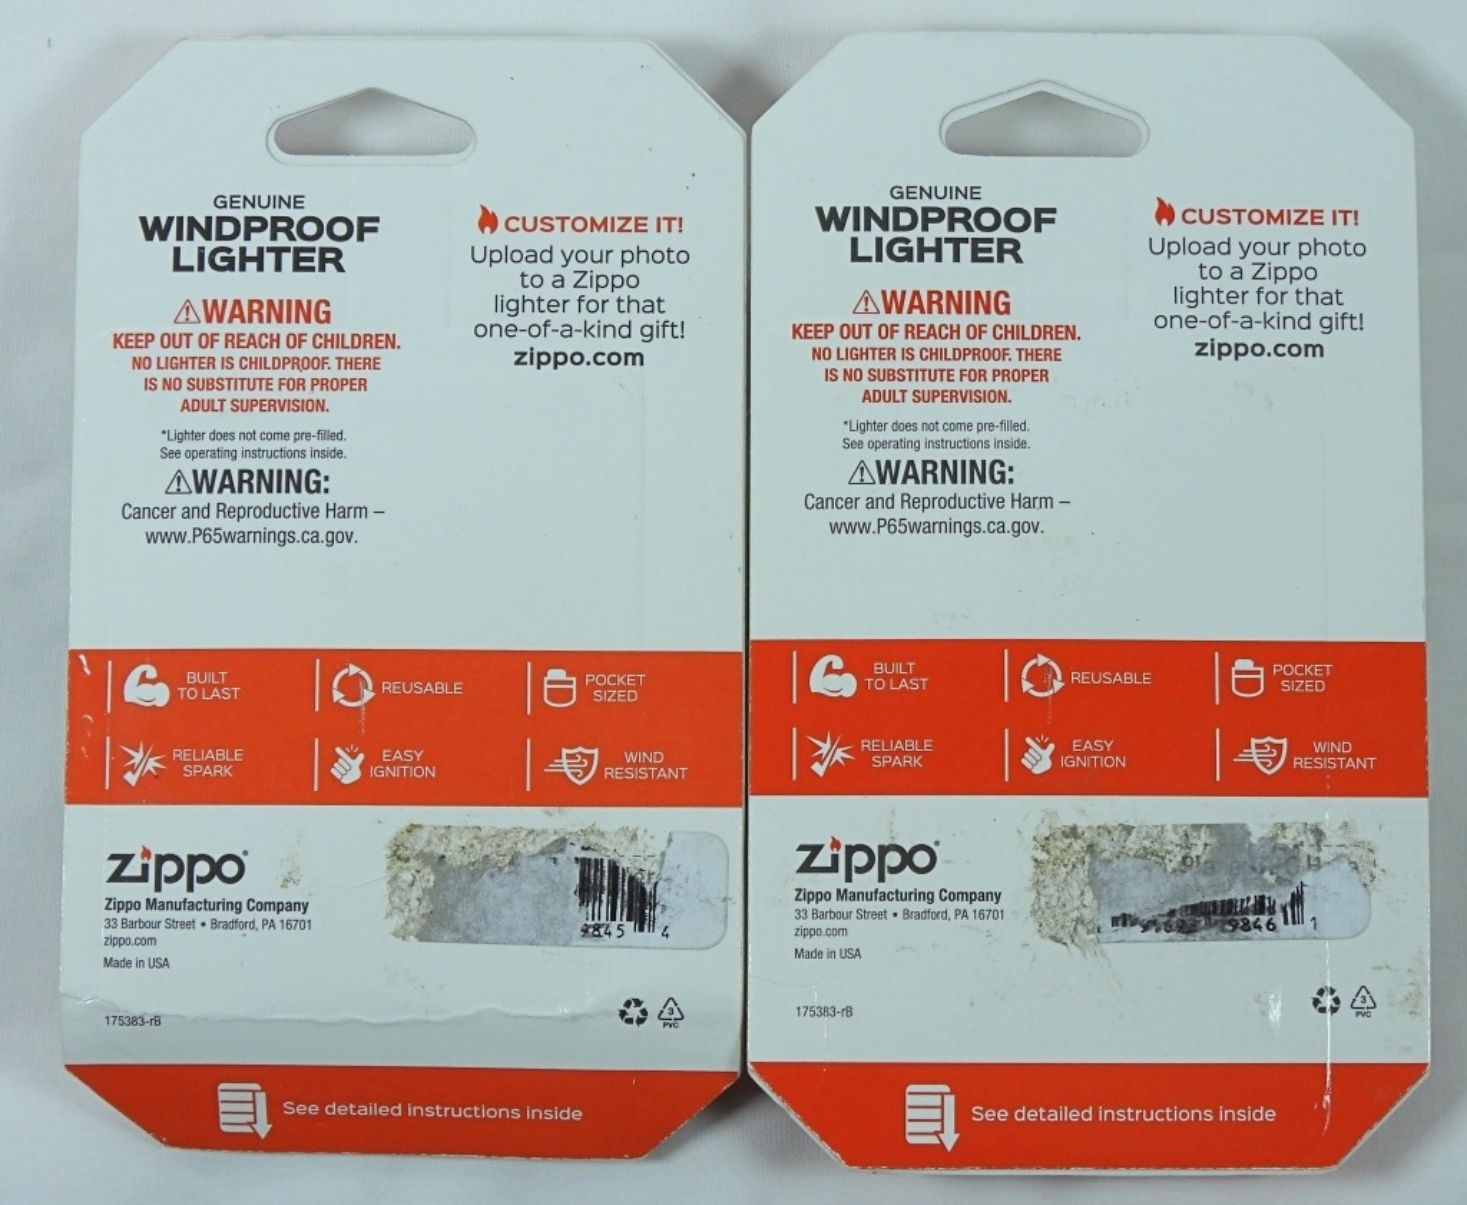 GENUINE
WINDPROOF
LiGHTER
WARNING
KEEP OUT OF REACH OF CHILDREN.
NO LIGHTER IS CHILDPROOF. THERE
IS NO SUBSTITUTE FOR PROPER
ADULT SUPERVISION.
*Lighter does not come pre-filled.
See operating instructions inside.
WARNING:
Cancer and Reproductive Harm –
www.P65warnings.ca.gov.
CUSTOMIZE IT!
Upload your photo
to a Zippo
lighter for that
one-of-a-kind gift!
zippo.com
BUILT
TO LAST
REUSABLE
POCKET
SIZED
RELIABLE
SPARK
EASY
IGNITION
WIND
RESISTANT
zippo
Zippo Manufacturing Company
33 Barbour Street • Bradford, PA 16701
zippo.com
Made in USA
9845 4
175383-rB
3
PVC
See detailed instructions inside
GENUINE
WINDPROOF
LIGHTER
WARNING
KEEP OUT OF REACH OF CHILDREN.
NO LIGHTER IS CHILDPROOF. THERE
IS NO SUBSTITUTE FOR PROPER
ADULT SUPERVISION.
*Lighter does not come pre-filled.
See operating instructions inside.
WARNING:
Cancer and Reproductive Harm –
www.P65warnings.ca.gov.
CUSTOMIZE IT!
Upload your photo
to a Zippo
lighter for that
one-of-a-kind gift!
zippo.com
BUILT
TO LAST
REUSABLE
POCKET
SIZED
RELIABLE
SPARK
EASY
IGNITION
WIND
RESISTANT
zippo
Zippo Manufacturing Company
33 Barbour Street • Bradford, PA 16701
zippo.com
Made in USA
9846 1
175383-rB
3
PVC
See detailed instructions inside